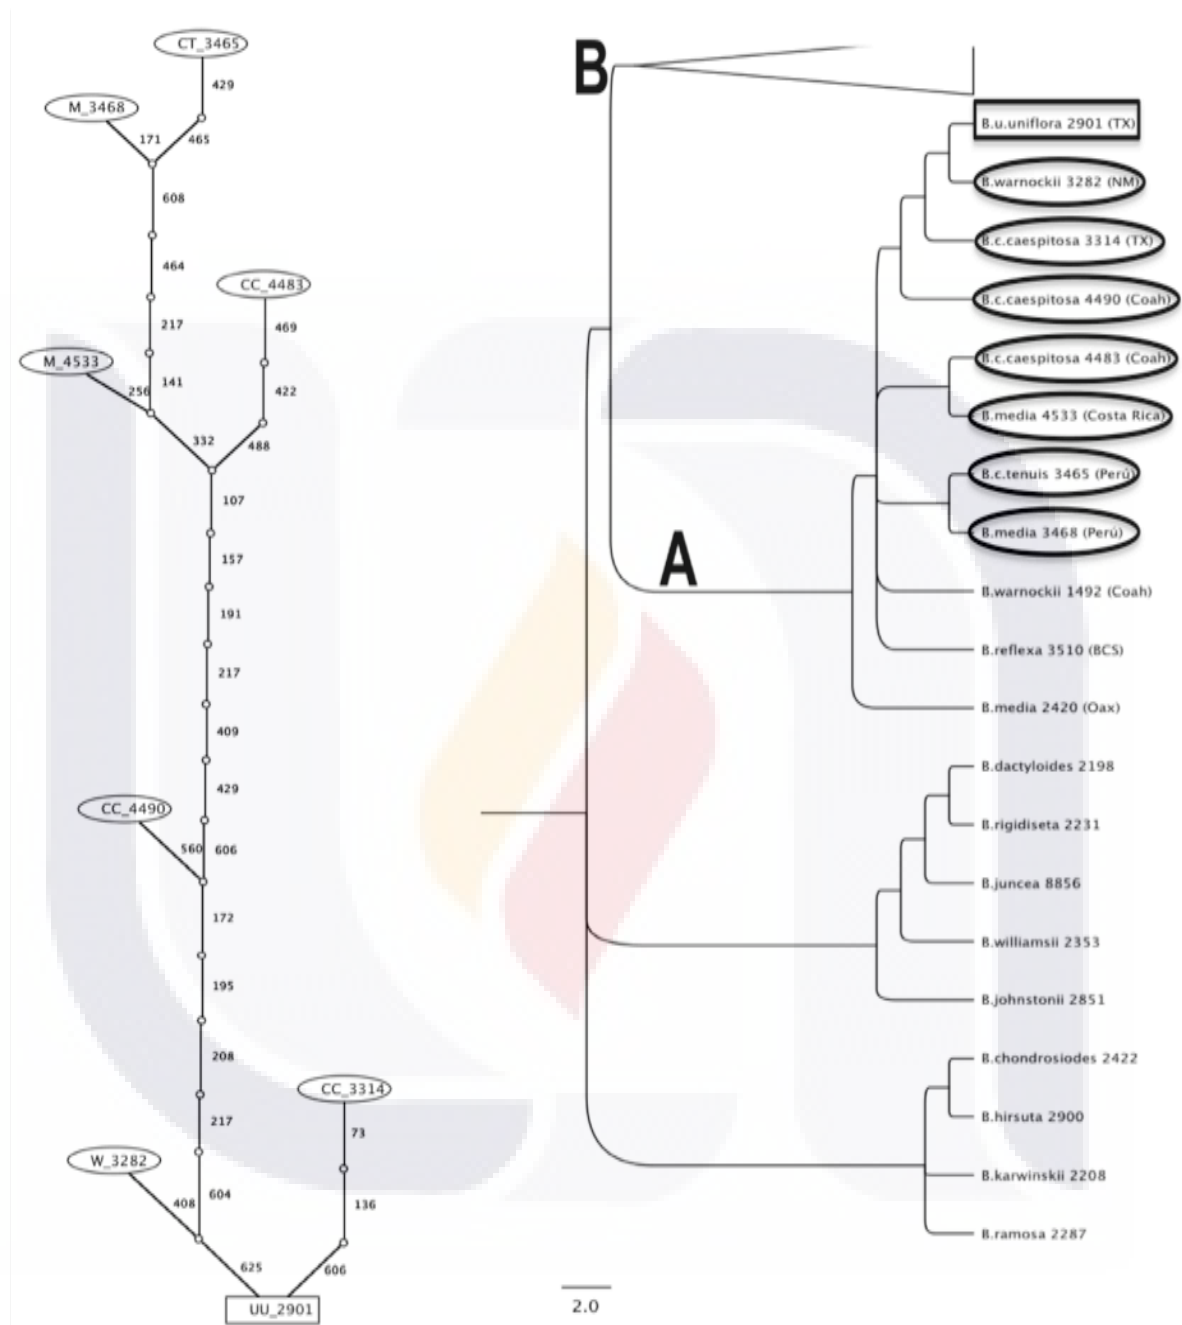 CT_3465
429
M_3468
171
465
608
464
CC_4483
217
469
M_4533
256
141
422
332
488
107
157
191
217
409
429
CC_4490
560
606
172
195
208
CC_3314
217
73
W_3282
408
604
136
625
606
UU_2901
B
B.u.uniflora 2901 (TX)
B.warnockii 3282 (NM)
B.c.caespitosa 3314 (TX)
B.c.caespitosa 4490 (Coah)
B.c.caespitosa 4483 (Coah)
B.media 4533 (Costa Rica)
B.c.tenuis 3465 (Perú)
B.media 3468 (Perú)
A
B.warnockii 1492 (Coah)
B.reflexa 3510 (BCS)
B.media 2420 (Oax)
B.dactyloides 2198
B.rigidiseta 2231
B.juncea 8856
B.williamsii 2353
B.johnstonii 2851
B.chondrosiodes 2422
B.hirsuta 2900
B.karwinskii 2208
B.ramosa 2287
2.0